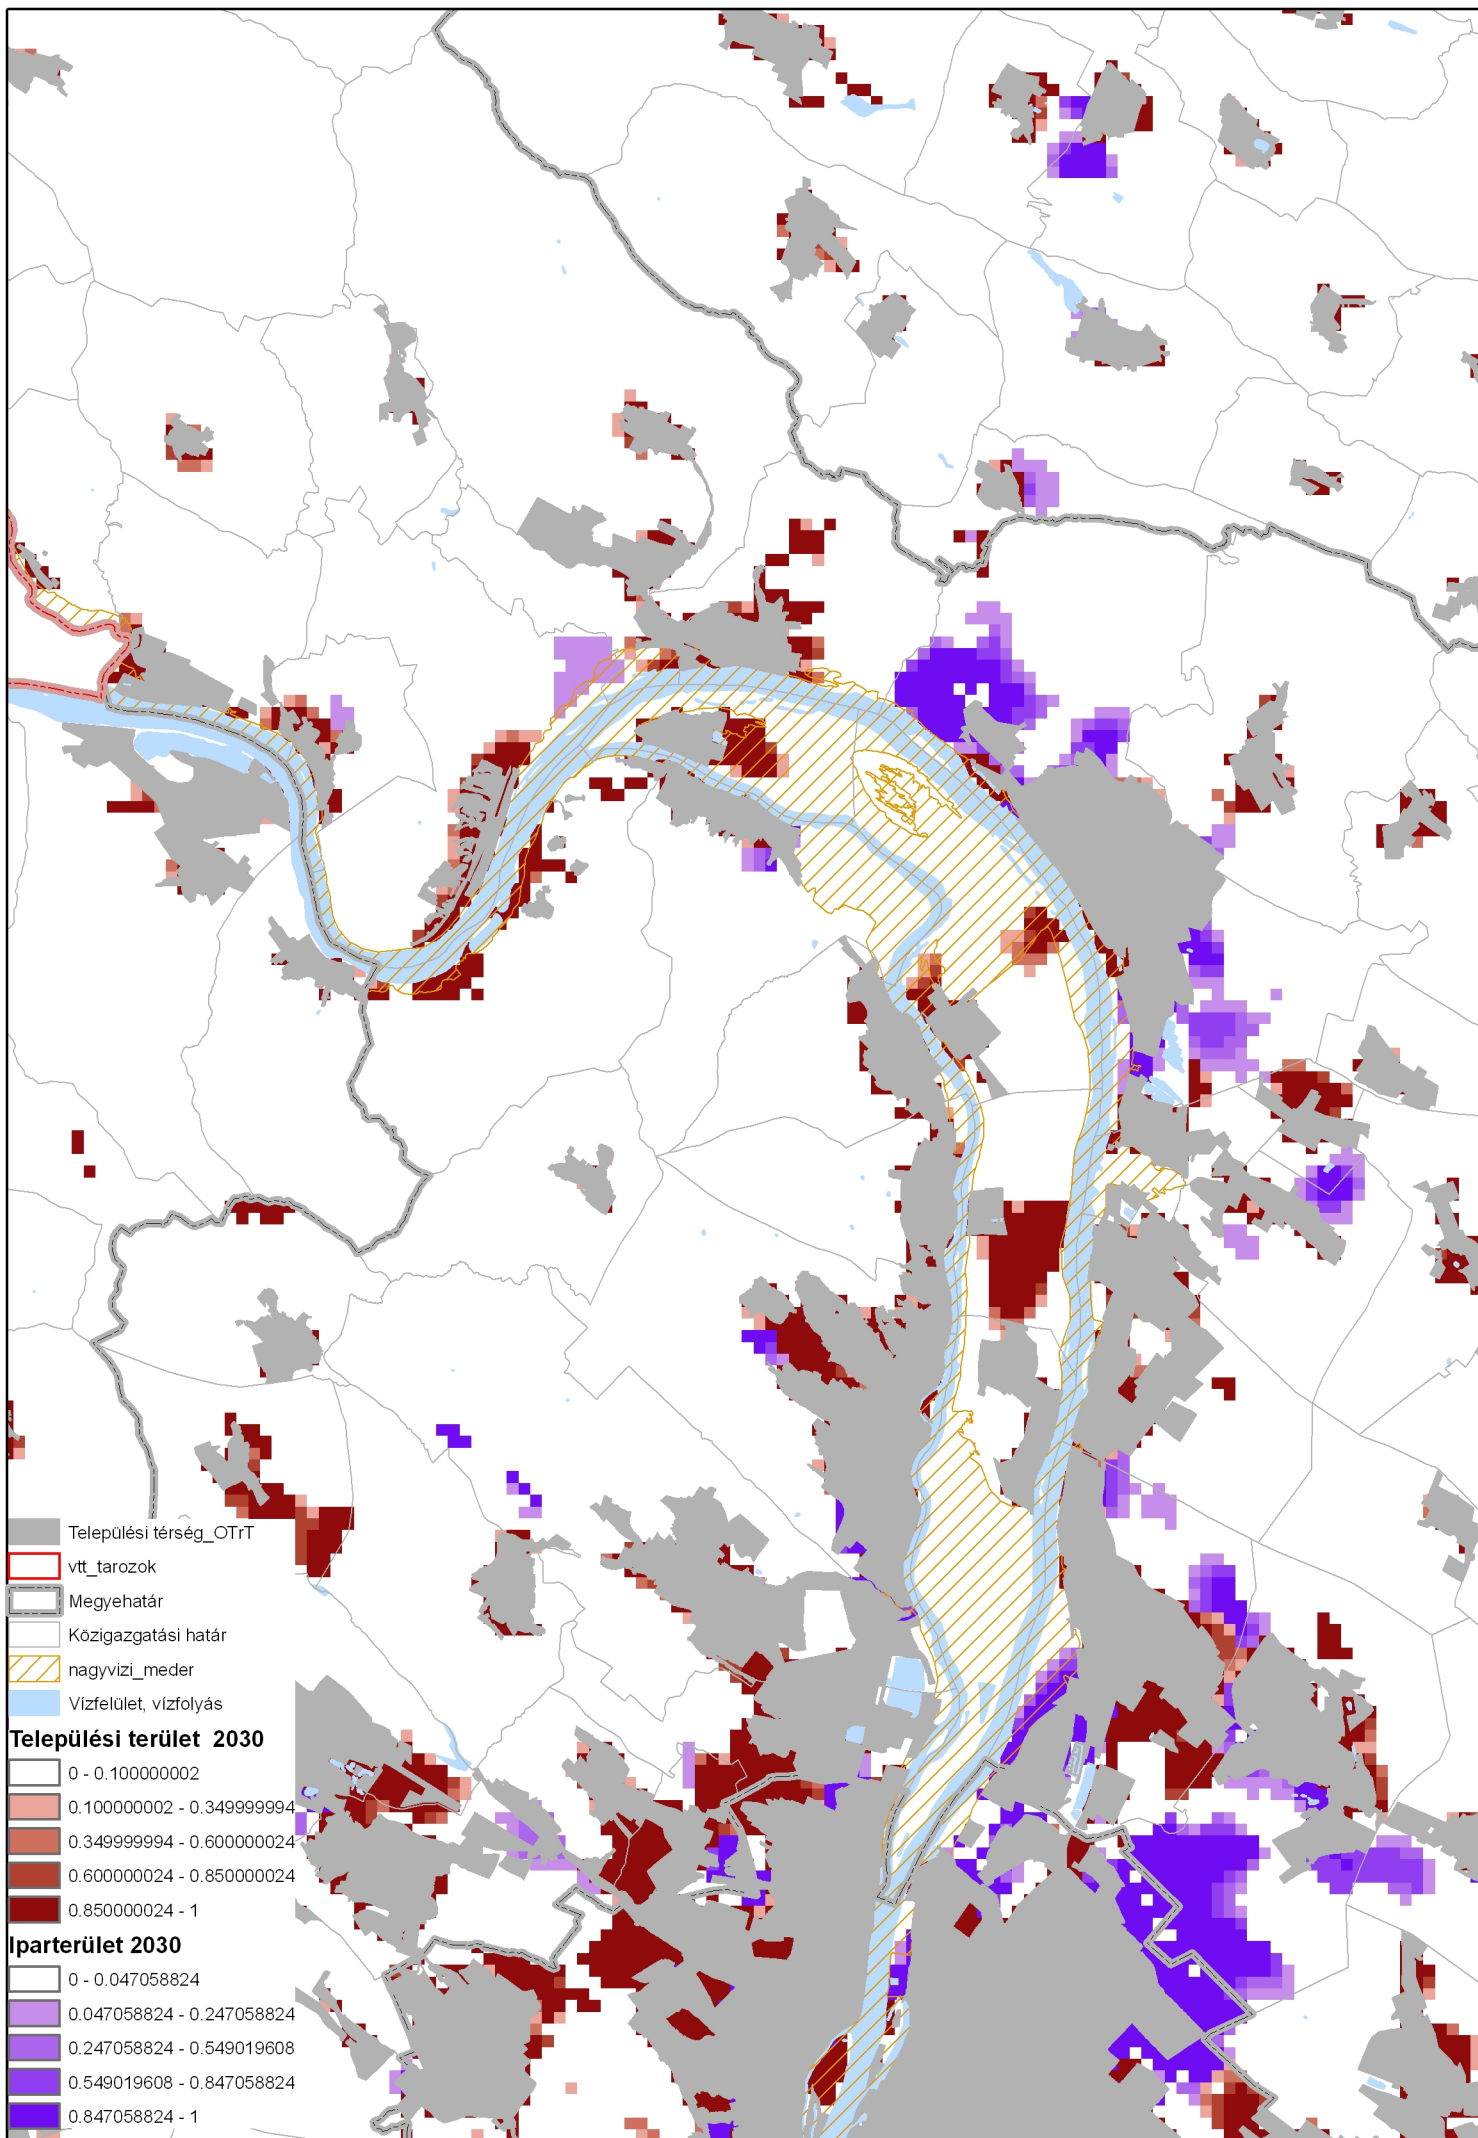 Települési térség_OTrT
vtt_tarozok
Megyehatár
Közigazgatási határ
nagyvizi_meder
Vízfelület, vízfolyás
Települési terület 2030
0 - 0.100000002
0.100000002 - 0.349999994
0.349999994 - 0.600000024
0.600000024 - 0.850000024
0.850000024 - 1
Iparterület 2030
0 - 0.047058824
0.047058824 - 0.247058824
0.247058824 - 0.549019608
0.549019608 - 0.847058824
0.847058824 - 1